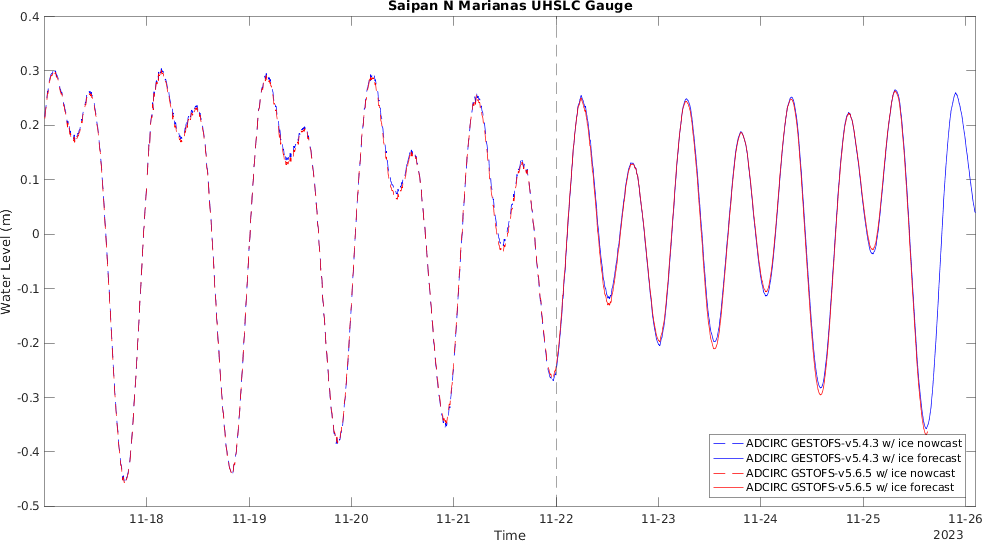 Saipan N Marianas UHSLC Gauge
0.4
0.3
0.2
0.1
0
-0.1
-0.2
-0.3
-0.4
-0.5
Water Level (m)
ADCIRC GESTOFS-v5.4.3 w/ ice nowcast
ADCIRC GESTOFS-v5.4.3 w/ ice forecast
ADCIRC GSTOFS-v5.6.5 w/ ice nowcast
ADCIRC GSTOFS-v5.6.5 w/ ice forecast
11-18 11-19 11-20 11-21 11-22 11-23 11-24 11-25 11-26
Time
2023